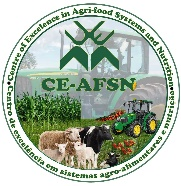 Centre of Excellence in Agri-food Systems and Nutrition
CE-AFSN
Centro de excelência em sistemas agro-alimentares e nutrição